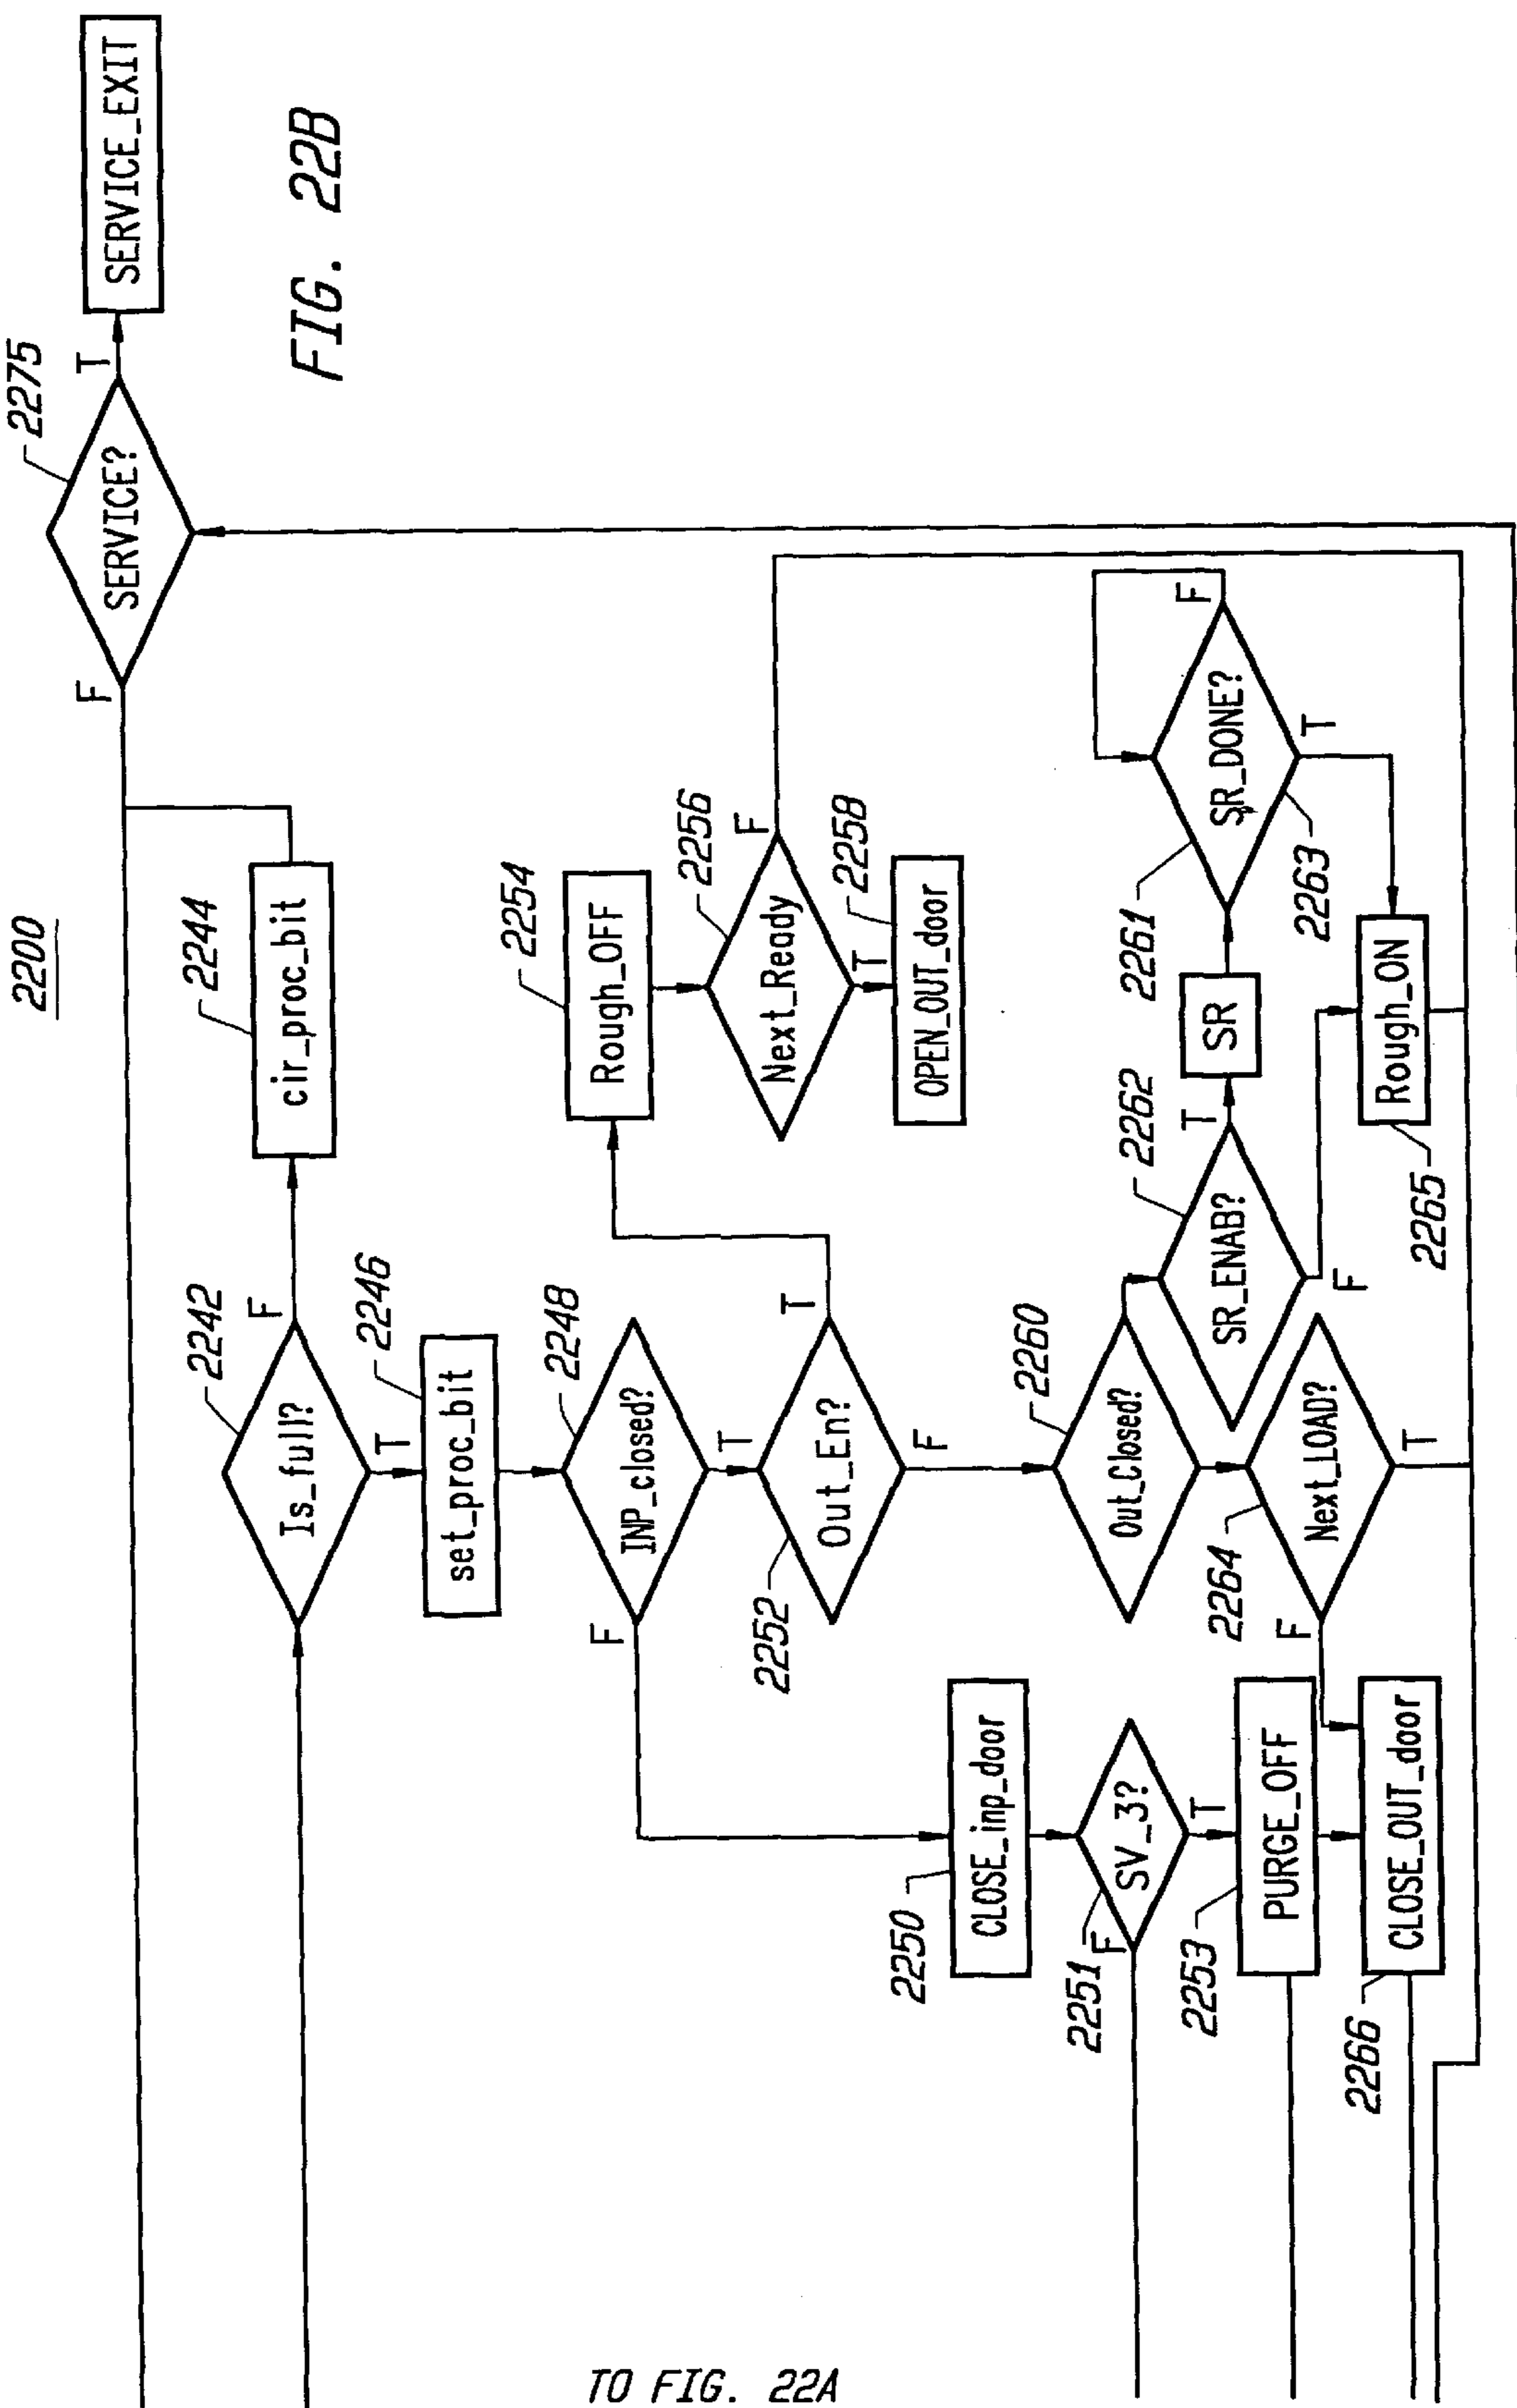 2200
2275
SERVICE?
F
T
SERVICE_EXIT
FIG. 22B
2242
Is_full?
F
T
2244
cir_proc_bit
2246
set_proc_bit
2248
INP_closed?
F
T
2252
Out_En?
T
F
2254
Rough_OFF
2256
Next_Ready
F
T
2258
OPEN_OUT_door
2250
CLOSE_inp_door
2251
SV_3?
F
T
2253
PURGE_OFF
2266
CLOSE_OUT_door
2260
Out_Closed?
2264
Next_LOAD?
F
T
2262
SR_ENAB?
T
F
SR
2261
SR_DONE?
F
T
2263
Rough_ON
2265
TO FIG. 22A